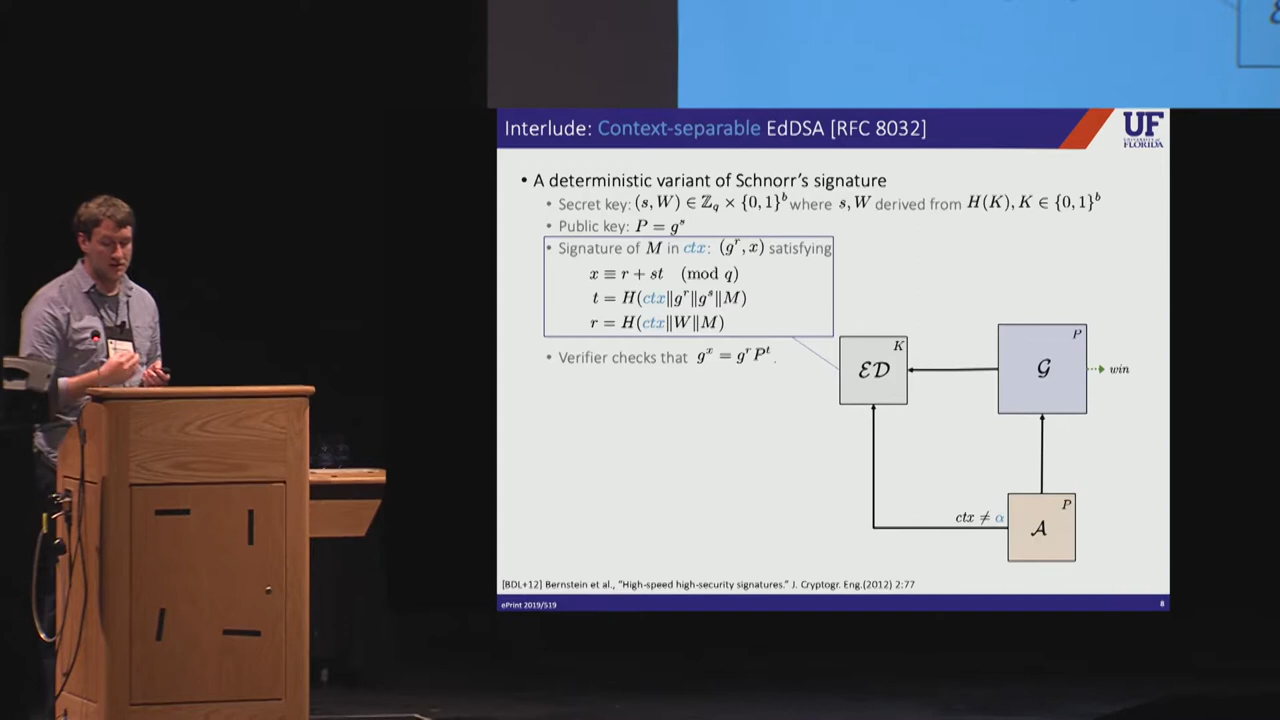 Interlude: Context-separable EdDSA [RFC 8032]
UF
UNIVERSITY of
FLORIDA
• A deterministic variant of Schnorr's signature
• Secret key: (s, W) ∈ ℤ_q × {0, 1}^b where s, W derived from H(K), K ∈ {0, 1}^b
• Public key: P = g^s
• Signature of M in ctx: (g^r, x) satisfying
x ≡ r + st (mod q)
t = H(ctx‖g^r‖g^s‖M)
r = H(ctx‖W‖M)
• Verifier checks that g^x = g^r P^t.
K
ℰ𝒟
P
𝒢
win
ctx ≠ α
P
𝒜
[BDL+12] Bernstein et al., "High-speed high-security signatures." J. Cryptogr. Eng.(2012) 2:77
ePrint 2019/519
8